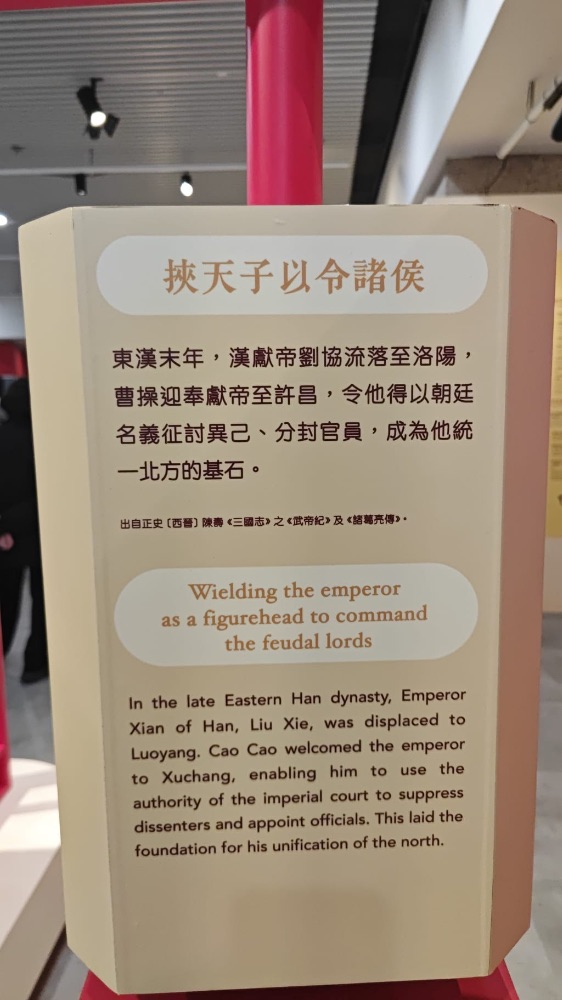 挾天子以令諸侯
東漢末年，漢獻帝劉協流落至洛陽，
曹操迎奉獻帝至許昌，令他得以朝廷
名義征討異己、分封官員，成為他統
一北方的基石。
出自正史〔西晉〕陳壽《三國志》之《武帝紀》及《諸葛亮傳》。
Wielding the emperor
as a figurehead to command
the feudal lords
In the late Eastern Han dynasty, Emperor
Xian of Han, Liu Xie, was displaced to
Luoyang. Cao Cao welcomed the emperor
to Xuchang, enabling him to use the
authority of the imperial court to suppress
dissenters and appoint officials. This laid the
foundation for his unification of the north.